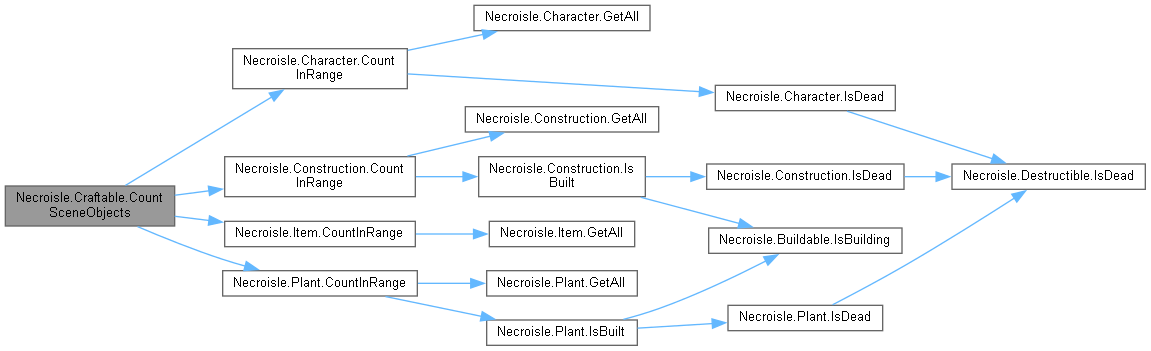 Necroisle.Character.GetAll
Necroisle.Character.Count
InRange
Necroisle.Character.IsDead
Necroisle.Construction.GetAll
Necroisle.Construction.Count
InRange
Necroisle.Construction.Is
Built
Necroisle.Construction.IsDead
Necroisle.Destructible.IsDead
Necroisle.Craftable.Count
SceneObjects
Necroisle.Item.CountInRange
Necroisle.Item.GetAll
Necroisle.Buildable.IsBuilding
Necroisle.Plant.CountInRange
Necroisle.Plant.GetAll
Necroisle.Plant.IsBuilt
Necroisle.Plant.IsDead